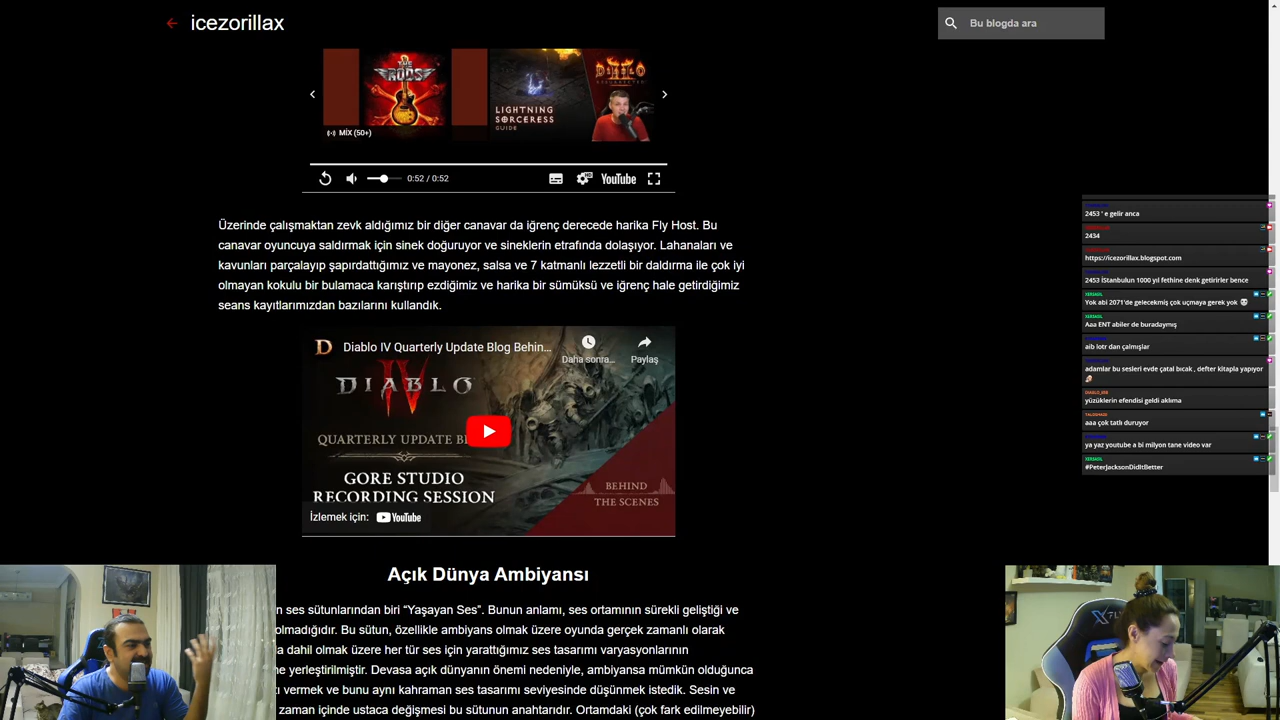 icezorillax
Bu blogda ara
THE RODS
LIGHTNING
SORCERESS
GUIDE
DIABLO
MİX (50+)
0:52 / 0:52
YouTube
Üzerinde çalışmaktan zevk aldığımız bir diğer canavar da iğrenç derecede harika Fly Host. Bu
canavar oyuncuya saldırmak için sinek doğuruyor ve sineklerin etrafında dolaşıyor. Lahanaları ve
kavunları parçalayıp şapırdattığımız ve mayonez, salsa ve 7 katmanlı lezzetli bir daldırma ile çok iyi
olmayan kokulu bir bulamaca karıştırıp ezdiğimiz ve harika bir sümüksü ve iğrenç hale getirdiğimiz
seans kayıtlarımızdan bazılarını kullandık.
Diablo IV Quarterly Update Blog Behin...
Daha sonra...
Paylaş
DIABLO
IV
QUARTERLY UPDATE B
GORE STUDIO
RECORDING SESSION
BEHIND
THE SCENES
İzlemek için: YouTube
Açık Dünya Ambiyansı
n ses sütunlarından biri “Yaşayan Ses”. Bunun anlamı, ses ortamının sürekli geliştiği ve
olmadığıdır. Bu sütun, özellikle ambiyans olmak üzere oyunda gerçek zamanlı olarak
a dahil olmak üzere her tür ses için yarattığımız ses tasarımı varyasyonlarının
ne yerleştirilmiştir. Devasa açık dünyanın önemi nedeniyle, ambiyansa mümkün olduğunca
tı vermek ve bunu aynı kahraman ses tasarımı seviyesinde düşünmek istedik. Sesin ve
zaman içinde ustaca değişmesi bu sütunun anahtarıdır. Ortamdaki (çok fark edilmeyebilir)
2453 ' e gelir anca
2434
https://icezorillax.blogspot.com
2453 İStanbulun 1000 yıl fethine denk getirirler bence
Yok abi 2071'de gelecekmiş çok uçmaya gerek yok
Aaa ENT abiler de buradaymış
aib lotr dan çalmışlar
adamlar bu sesleri evde çatal bıcak , defter kitapla yapıyor
yüzüklerin efendisi geldi aklıma
aaa çok tatlı duruyor
ya yaz youtube a bi milyon tane video var
#PeterJacksonDidItBetter